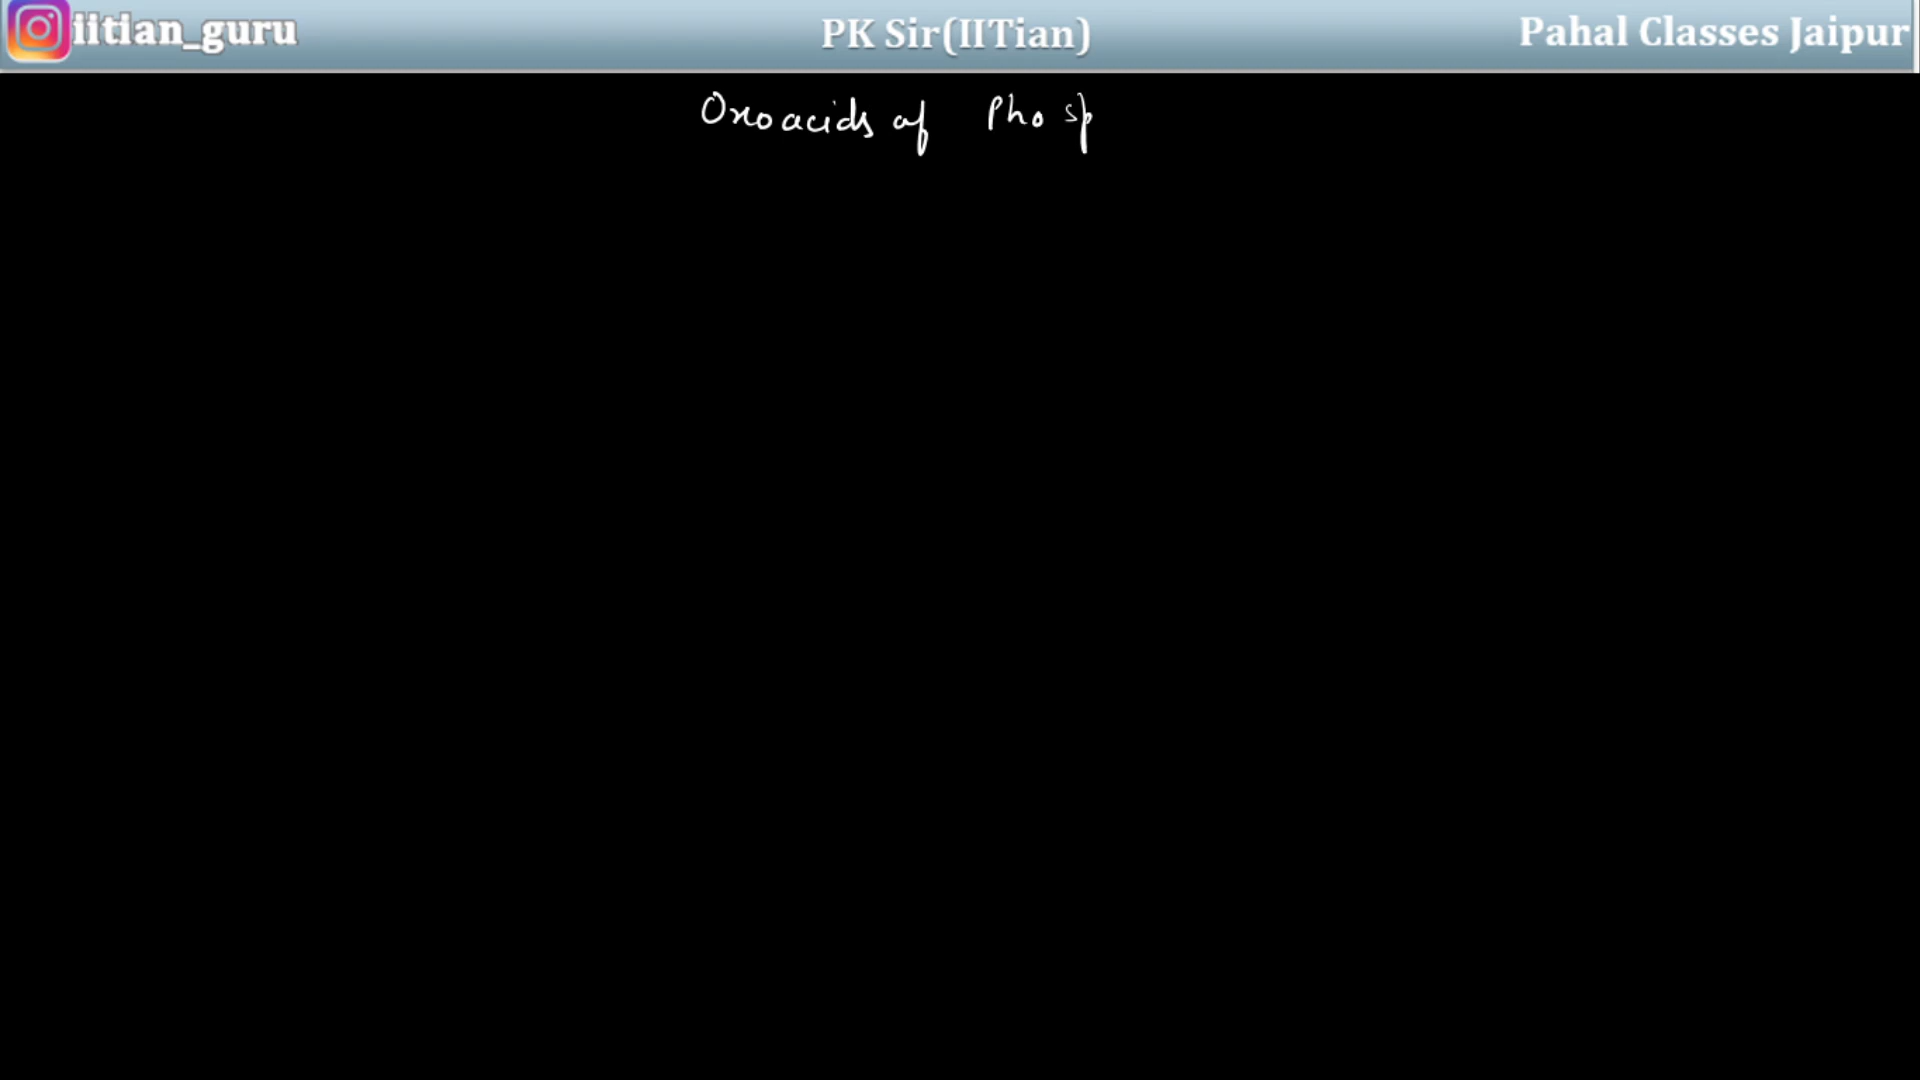 iitian_guru PK Sir(IITian) Pahal Classes Jaipur
Oxoacids of Phosp